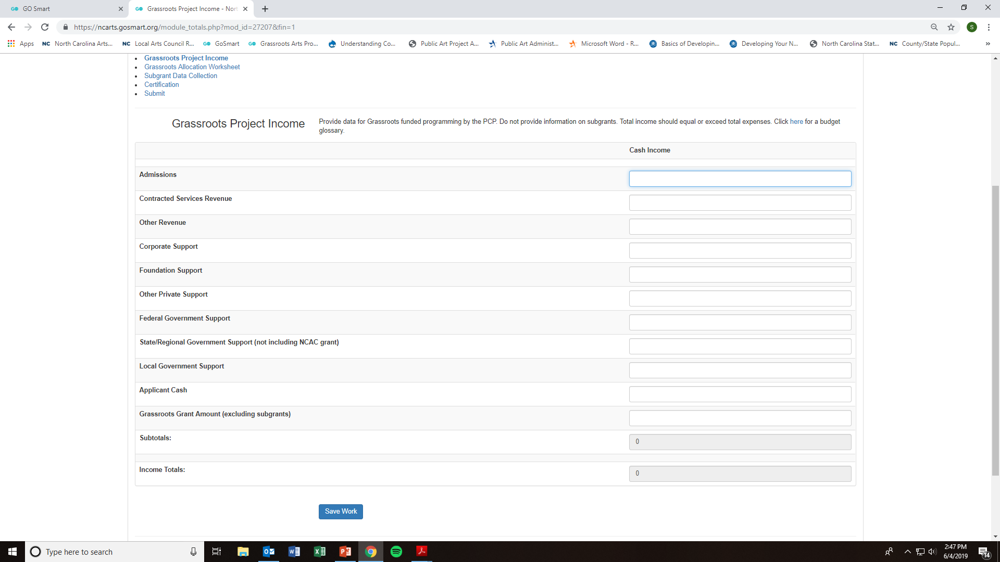 GO Smart
Grassroots Project Income - Nort
https://ncarts.gosmart.org/module_totals.php?mod_id=27207&fin=1
S
Apps
NC North Carolina Arts...
NC Local Arts Council R...
GO GoSmart
GO Grassroots Arts Pro...
Understanding Co...
Public Art Project A...
Public Art Administ...
Microsoft Word - R...
Basics of Developin...
Developing Your N...
North Carolina Stat...
NC County/State Popul...
»
Grassroots Project Income
Grassroots Allocation Worksheet
Subgrant Data Collection
Certification
Submit
Grassroots Project Income
Provide data for Grassroots funded programming by the PCP. Do not provide information on subgrants. Total income should equal or exceed total expenses. Click here for a budget
glossary.
Cash Income
Admissions
Contracted Services Revenue
Other Revenue
Corporate Support
Foundation Support
Other Private Support
Federal Government Support
State/Regional Government Support (not including NCAC grant)
Local Government Support
Applicant Cash
Grassroots Grant Amount (excluding subgrants)
Subtotals:
0
Income Totals:
0
Save Work
Type here to search
2:47 PM
6/4/2019
14